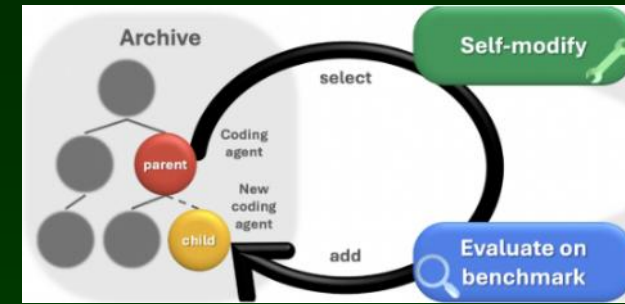 Archive
select
Self-modify
Coding
agent
parent
New
coding
agent
child
add
Evaluate on
benchmark